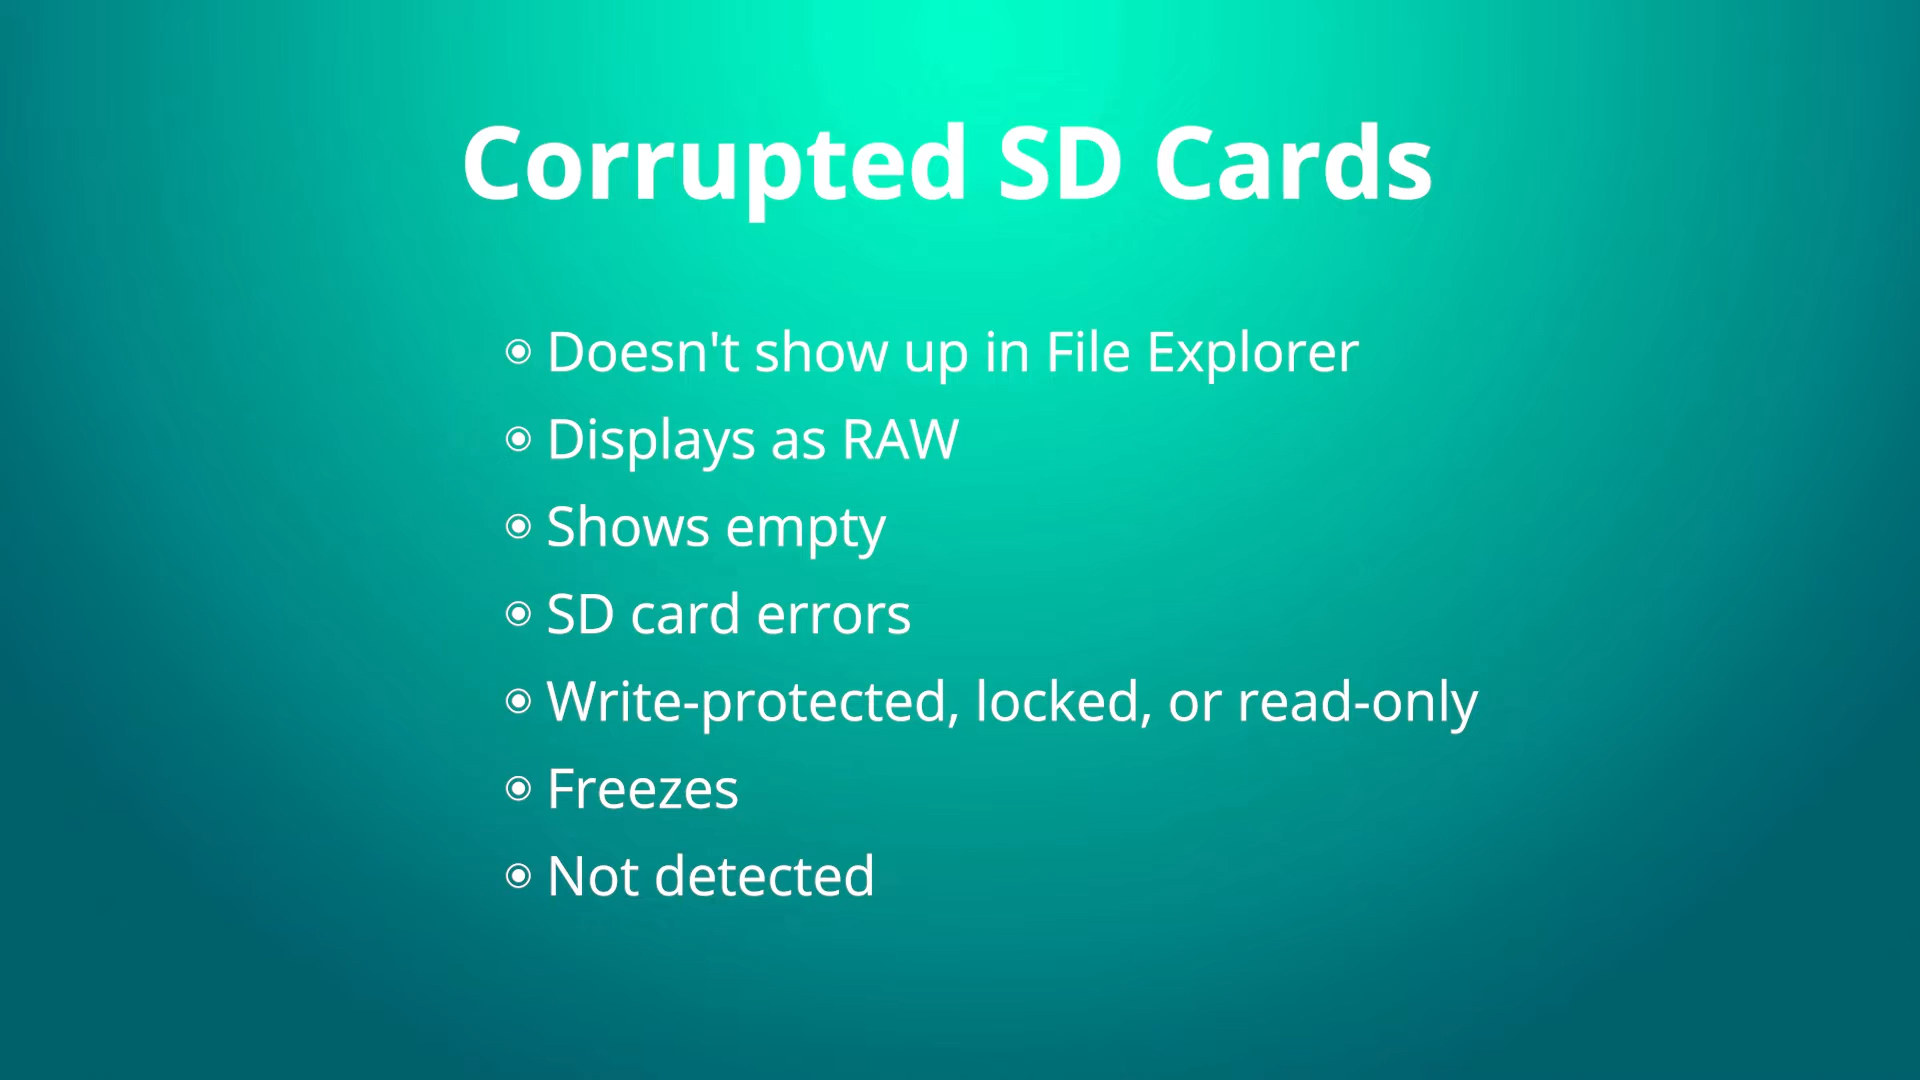 Corrupted SD Cards
◉ Doesn't show up in File Explorer
◉ Displays as RAW
◉ Shows empty
◉ SD card errors
◉ Write-protected, locked, or read-only
◉ Freezes
◉ Not detected